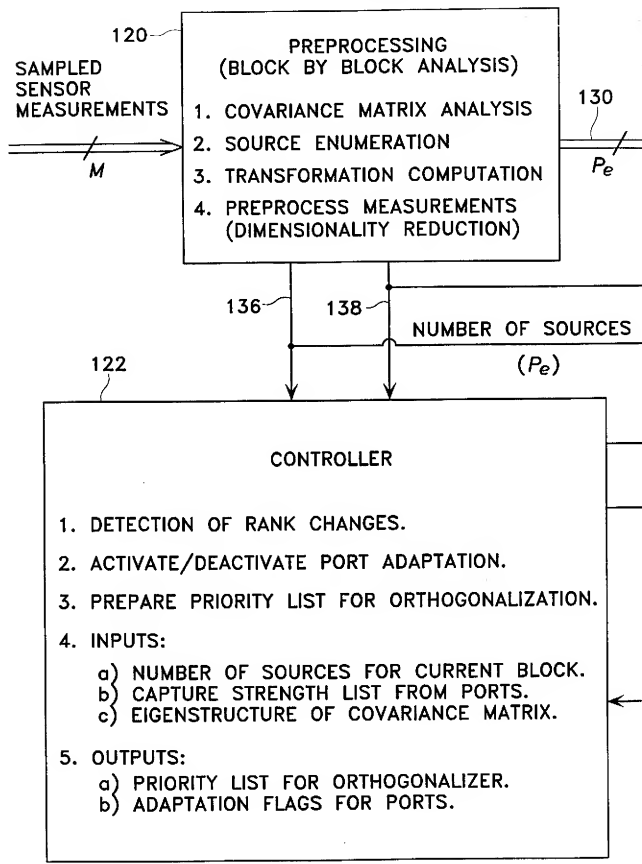 120
PREPROCESSING
(BLOCK BY BLOCK ANALYSIS)
SAMPLED
SENSOR
MEASUREMENTS
M
1. COVARIANCE MATRIX ANALYSIS
2. SOURCE ENUMERATION
3. TRANSFORMATION COMPUTATION
4. PREPROCESS MEASUREMENTS
(DIMENSIONALITY REDUCTION)
130
Pe
136
138
NUMBER OF SOURCES
(Pe)
122
CONTROLLER
1. DETECTION OF RANK CHANGES.
2. ACTIVATE/DEACTIVATE PORT ADAPTATION.
3. PREPARE PRIORITY LIST FOR ORTHOGONALIZATION.
4. INPUTS:
a) NUMBER OF SOURCES FOR CURRENT BLOCK.
b) CAPTURE STRENGTH LIST FROM PORTS.
c) EIGENSTRUCTURE OF COVARIANCE MATRIX.
5. OUTPUTS:
a) PRIORITY LIST FOR ORTHOGONALIZER.
b) ADAPTATION FLAGS FOR PORTS.